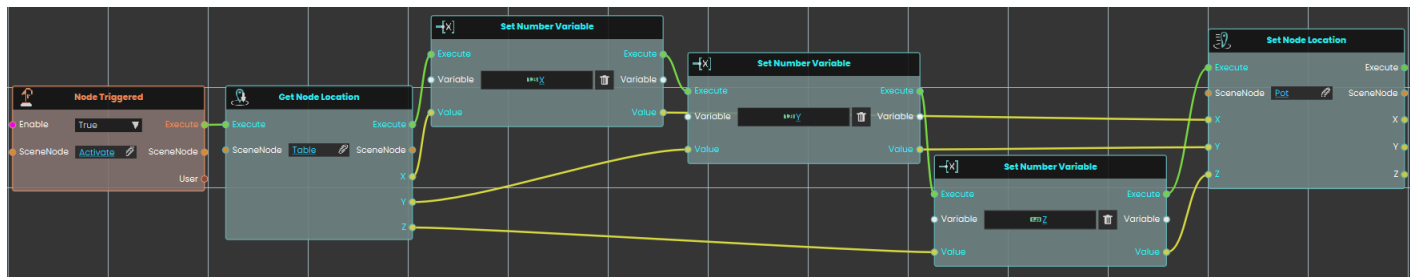 Node Triggered
Enable
True
Execute
SceneNode
Activate
SceneNode
User
Get Node Location
Execute
Execute
SceneNode
Table
SceneNode
X
Y
Z
Set Number Variable
Execute
Execute
Variable
X
Variable
Value
Value
Set Number Variable
Execute
Execute
Variable
Y
Variable
Value
Value
Set Number Variable
Execute
Execute
Variable
Z
Variable
Value
Value
Set Node Location
Execute
Execute
SceneNode
Pot
SceneNode
X
X
Y
Y
Z
Z